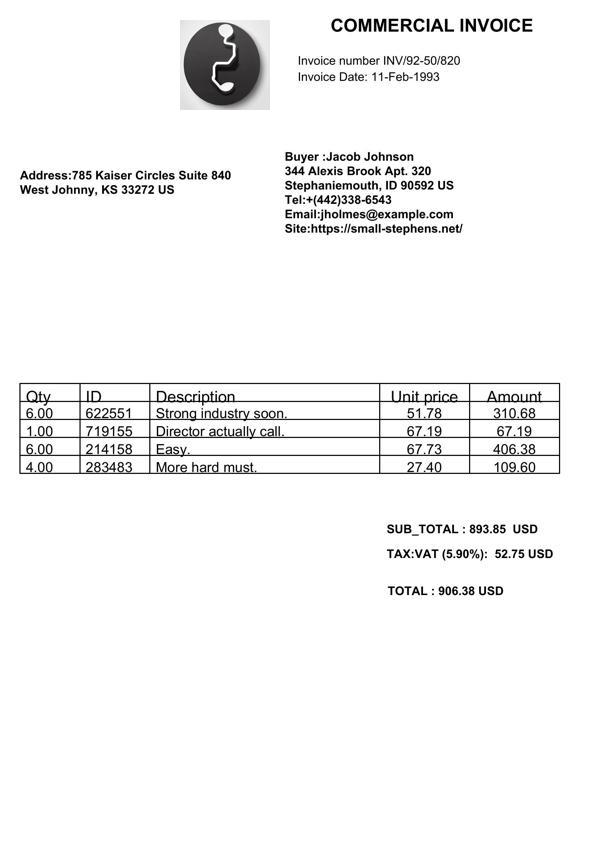 COMMERCIAL INVOICE
Invoice number INV/92-50/820
Invoice Date: 11-Feb-1993
Address:785 Kaiser Circles Suite 840
West Johnny, KS 33272 US
Buyer :Jacob Johnson
344 Alexis Brook Apt. 320
Stephaniemouth, ID 90592 US
Tel:+(442)338-6543
Email:jholmes@example.com
Site:https://small-stephens.net/
Qty ID Description Unit price Amount
6.00 622551 Strong industry soon. 51.78 310.68
1.00 719155 Director actually call. 67.19 67.19
6.00 214158 Easy. 67.73 406.38
4.00 283483 More hard must. 27.40 109.60
SUB_TOTAL : 893.85 USD
TAX:VAT (5.90%): 52.75 USD
TOTAL : 906.38 USD